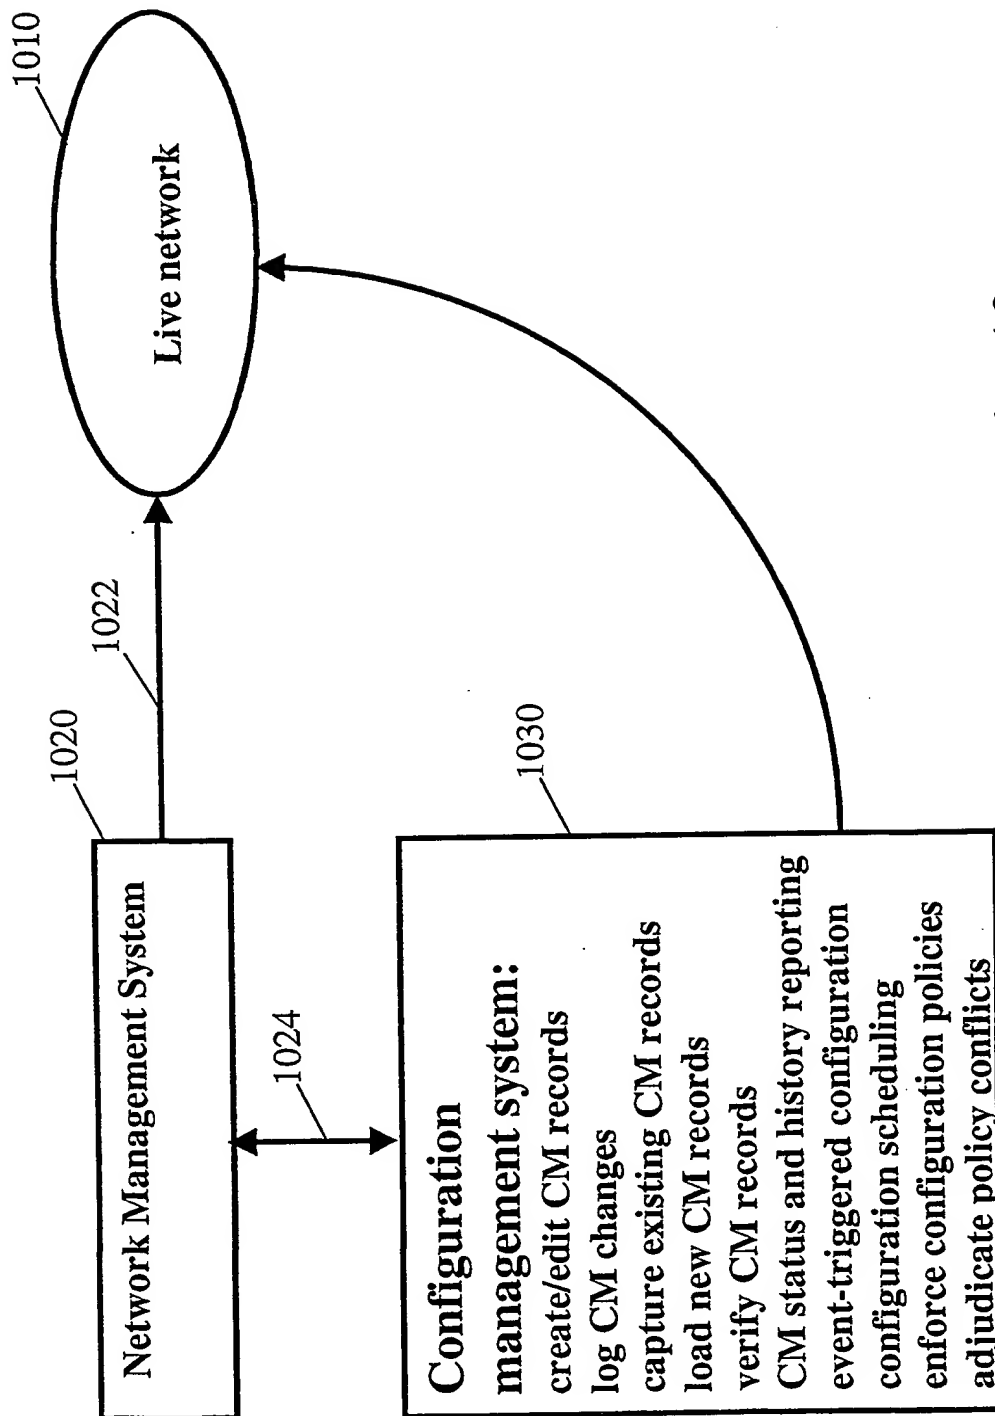 1010
Live network
1022
1020
Network Management System
1024
1030
Configuration
management system:
create/edit CM records
log CM changes
capture existing CM records
load new CM records
verify CM records
CM status and history reporting
event-triggered configuration
configuration scheduling
enforce configuration policies
adjudicate policy conflicts